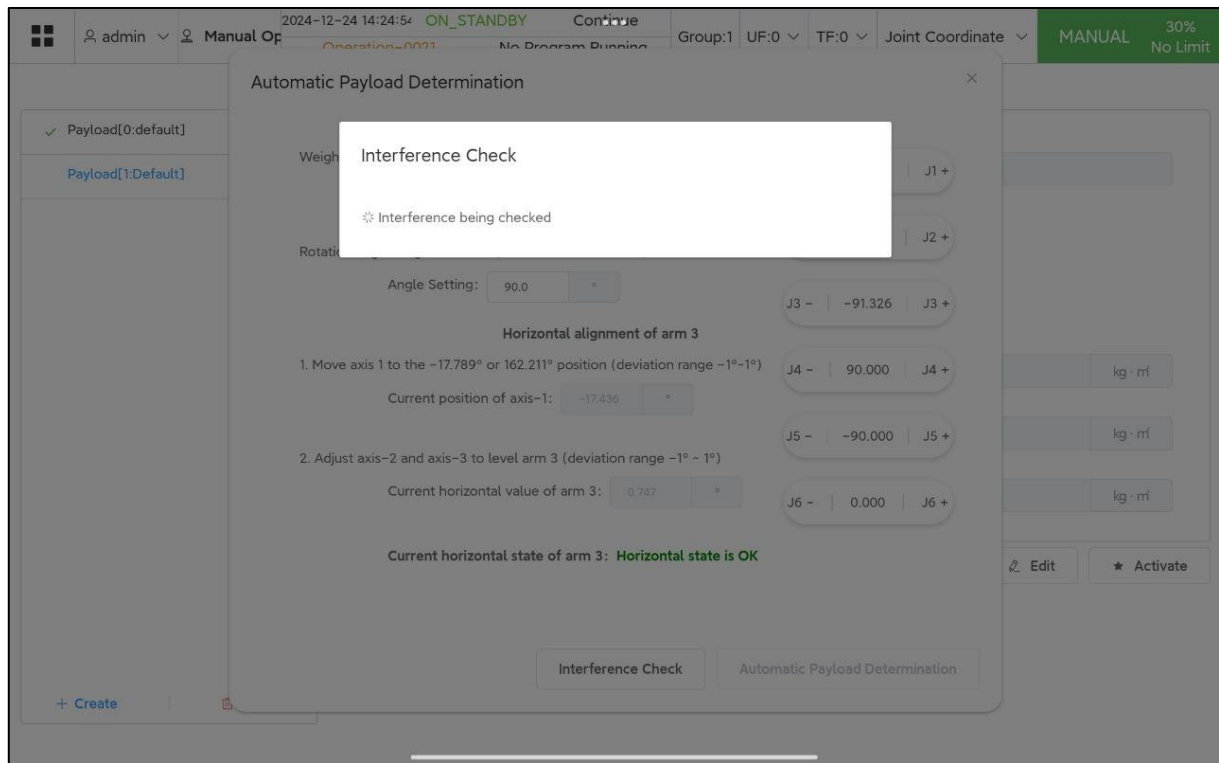 2024-12-24 14:24:54 ON_STANDBY Continue
admin Manual Op Group:1 UF:0 TF:0 Joint Coordinate MANUAL 30%
Operation-0021 No Program Running No Limit
Automatic Payload Determination
Payload[0:default]
Payload[1:Default]
Interference Check
Interference being checked
Weigh
J1 +
J2 +
Angle Setting: 90.0 °
J3 - -91.326 J3 +
Horizontal alignment of arm 3
1. Move axis 1 to the -17.789° or 162.211° position (deviation range -1°-1°)
J4 - 90.000 J4 +
kg·㎡
Current position of axis-1: -17.436 °
J5 - -90.000 J5 +
kg·㎡
2. Adjust axis-2 and axis-3 to level arm 3 (deviation range -1° - 1°)
Current horizontal value of arm 3: 0.747 °
J6 - 0.000 J6 +
kg·㎡
Current horizontal state of arm 3: Horizontal state is OK
Edit Activate
Interference Check Automatic Payload Determination
+ Create